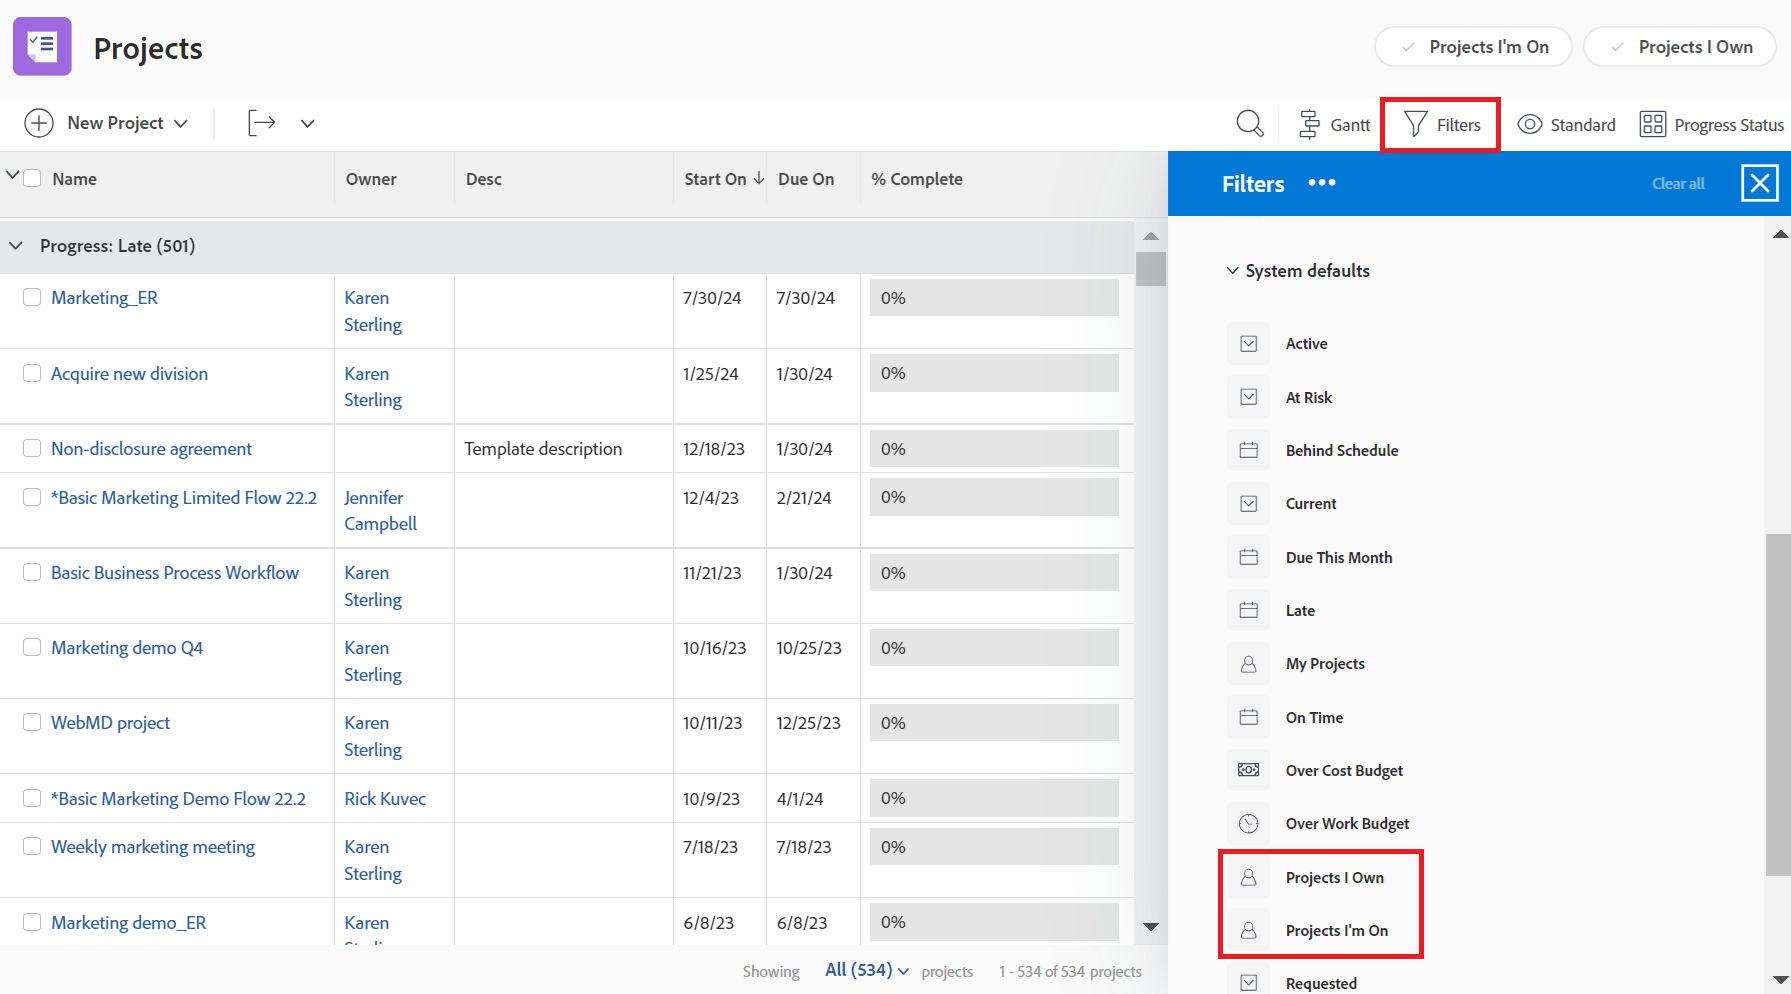 Projects
Projects I'm On
Projects I Own
New Project
Gantt
Filters
Standard
Progress Status
Name
Owner
Desc
Start On
Due On
% Complete
Filters
Clear all
Progress: Late (501)
Marketing_ER
Karen
Sterling
7/30/24
7/30/24
0%
Acquire new division
Karen
Sterling
1/25/24
1/30/24
0%
Non-disclosure agreement
Template description
12/18/23
1/30/24
0%
*Basic Marketing Limited Flow 22.2
Jennifer
Campbell
12/4/23
2/21/24
0%
Basic Business Process Workflow
Karen
Sterling
11/21/23
1/30/24
0%
Marketing demo Q4
Karen
Sterling
10/16/23
10/25/23
0%
WebMD project
Karen
Sterling
10/11/23
12/25/23
0%
*Basic Marketing Demo Flow 22.2
Rick Kuvec
10/9/23
4/1/24
0%
Weekly marketing meeting
Karen
Sterling
7/18/23
7/18/23
0%
Marketing demo_ER
Karen
6/8/23
6/8/23
0%
Showing All (534) projects 1 - 534 of 534 projects
System defaults
Active
At Risk
Behind Schedule
Current
Due This Month
Late
My Projects
On Time
Over Cost Budget
Over Work Budget
Projects I Own
Projects I'm On
Requested